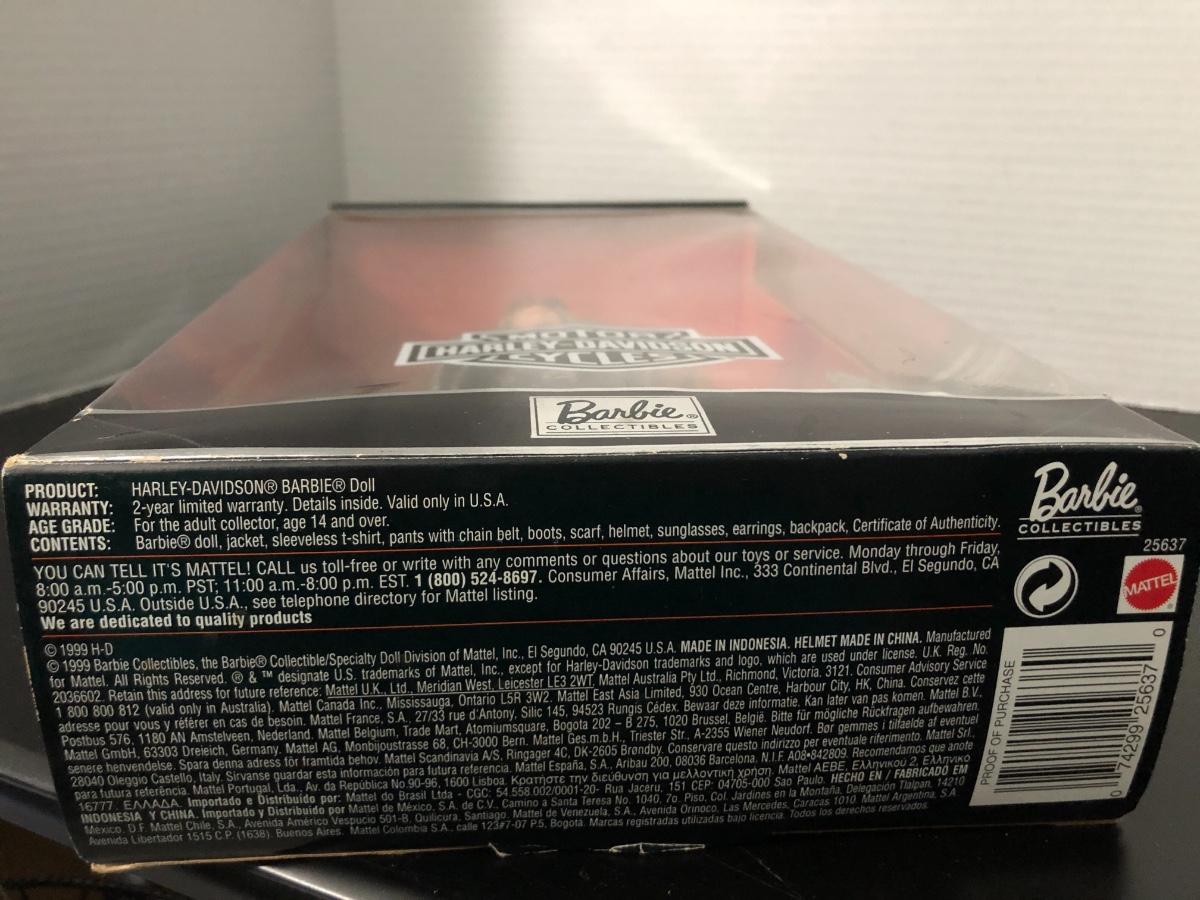 MOTOR
HARLEY-DAVIDSON
CYCLES
Barbie®
COLLECTIBLES
PRODUCT: HARLEY-DAVIDSON® BARBIE® Doll
WARRANTY: 2-year limited warranty. Details inside. Valid only in U.S.A.
AGE GRADE: For the adult collector, age 14 and over.
CONTENTS: Barbie® doll, jacket, sleeveless t-shirt, pants with chain belt, boots, scarf, helmet, sunglasses, earrings, backpack, Certificate of Authenticity.
YOU CAN TELL IT'S MATTEL! CALL us toll-free or write with any comments or questions about our toys or service. Monday through Friday,
8:00 a.m.-5:00 p.m. PST; 11:00 a.m.-8:00 p.m. EST. 1 (800) 524-8697. Consumer Affairs, Mattel Inc., 333 Continental Blvd., El Segundo, CA
90245 U.S.A. Outside U.S.A., see telephone directory for Mattel listing.
We are dedicated to quality products
© 1999 H-D
© 1999 Barbie Collectibles, the Barbie® Collectible/Specialty Doll Division of Mattel, Inc., El Segundo, CA 90245 U.S.A. MADE IN INDONESIA. HELMET MADE IN CHINA. Manufactured
for Mattel. All Rights Reserved. ® & ™ designate U.S. trademarks of Mattel, Inc., except for Harley-Davidson trademarks and logo, which are used under license. U.K. Reg. No.
2036602. Retain this address for future reference: Mattel U.K., Ltd., Meridian West, Leicester LE3 2WT. Mattel Australia Pty Ltd., Richmond, Victoria. 3121. Consumer Advisory Service
1 800 800 812 (valid only in Australia). Mattel Canada Inc., Mississauga, Ontario L5R 3W2. Mattel East Asia Limited, 930 Ocean Centre, Harbour City, HK, China. Conservez cette
adresse pour vous y référer en cas de besoin. Mattel France, S.A., 27/33 rue d'Antony, Silic 145, 94523 Rungis Cédex. Bewaar deze informatie. Kan later van pas komen. Mattel B.V.,
Postbus 576, 1180 AN Amstelveen, Nederland. Mattel Belgium, Trade Mart, Atomiumsquare, Bogota 202 – B 275, 1020 Brussel, België. Bitte für mögliche Rückfragen aufbewahren.
Mattel GmbH, 63303 Dreieich, Germany. Mattel AG, Monbijoustrasse 68, CH-3000 Bern. Mattel Ges.m.b.H., Triester Str., A-2355 Wiener Neudorf. Bør gemmes i tilfælde af eventuel
senere henvendelse. Spara denna adress för framtida behov. Mattel Scandinavia A/S, Ringager 4C, DK-2605 Brøndby. Conservare questo indirizzo per eventuale riferimento. Mattel Srl.,
28040 Oleggio Castello, Italy. Sirvanse guardar esta información para futura referencia. Mattel España, S.A., Aribau 200, 08036 Barcelona. N.I.F. A08•842809. Recomendamos que anote
para futura referência. Mattel Portugal, Lda., Av. da República No.90-96, 1600 Lisboa. Κρατήστε την διεύθυνση για μελλοντική χρήση. Mattel AEBE, Ελληνικού 2, Ελληνικο
16777. ΕΛΛΑΔΑ. Importado e Distribuido por: Mattel do Brasil Ltda - CGC: 54.558.002/0001-20- Rua Jaceru, 151 CEP: 04705-000 Sao Paulo. HECHO EN / FABRICADO EM
INDONESIA Y CHINA. Importado y Distribuido por Mattel de México, S.A. de C.V., Camino a Santa Teresa No. 1040, 7o. Piso, Col. Jardines en la Montaña, Delegación Tlalpan, 14210
Mexico, D.F. Mattel Chile, S.A., Avenida Américo Vespucio 501-B, Quilicura, Santiago. Mattel de Venezuela, S.A., Avenida Orinoco, Las Mercedes, Caracas 1010. Mattel Argentina, S.A.
Avenida Libertador 1515 C.P. (1638), Buenos Aires. Mattel Colombia S.A., calle 123#7-07 P.5, Bogotá. Marcas registradas utilizadas bajo licencia. Todos los derechos reservados.
Barbie®
COLLECTIBLES
25637
MATTEL®
PROOF OF PURCHASE
0 74299 25637 0